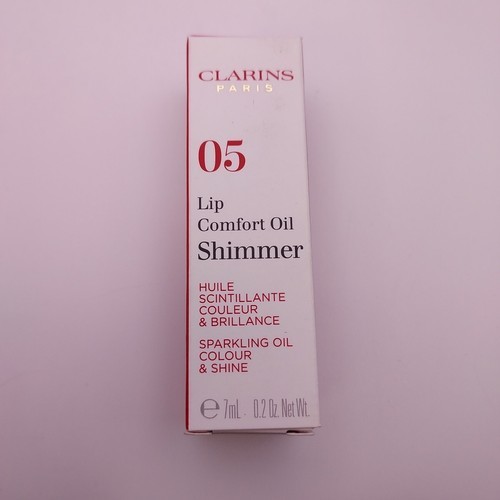 CLARINS
PARIS
05
Lip
Comfort Oil
Shimmer
HUILE
SCINTILLANTE
COULEUR
& BRILLANCE
SPARKLING OIL
COLOUR
& SHINE
℮ 7mL 0.2 Oz. Net Wt.